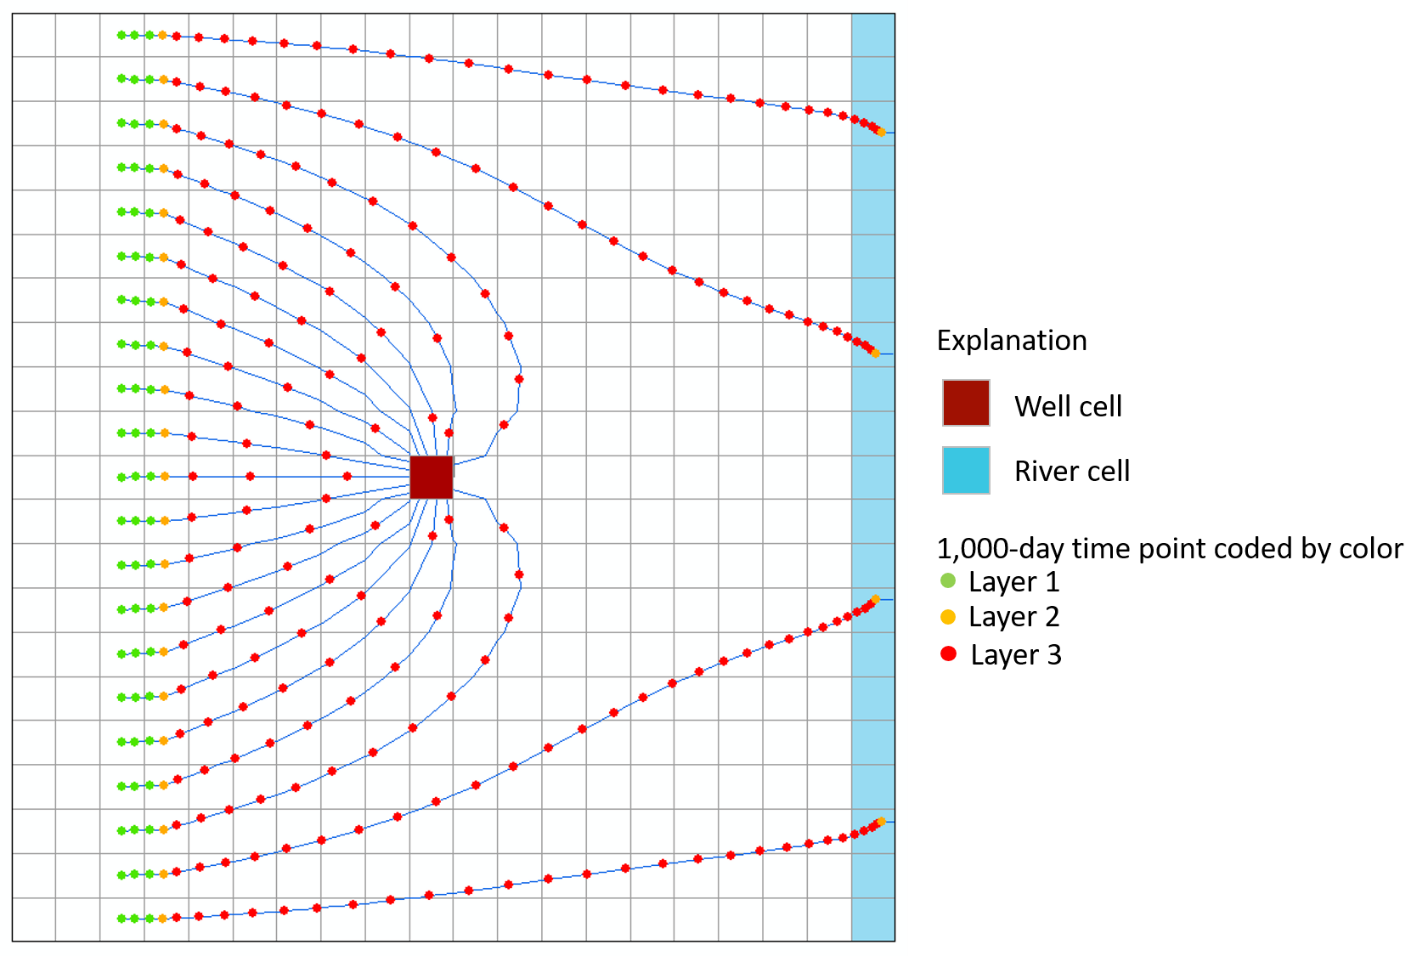 Explanation
Well cell
River cell
1,000-day time point coded by color
Layer 1
Layer 2
Layer 3